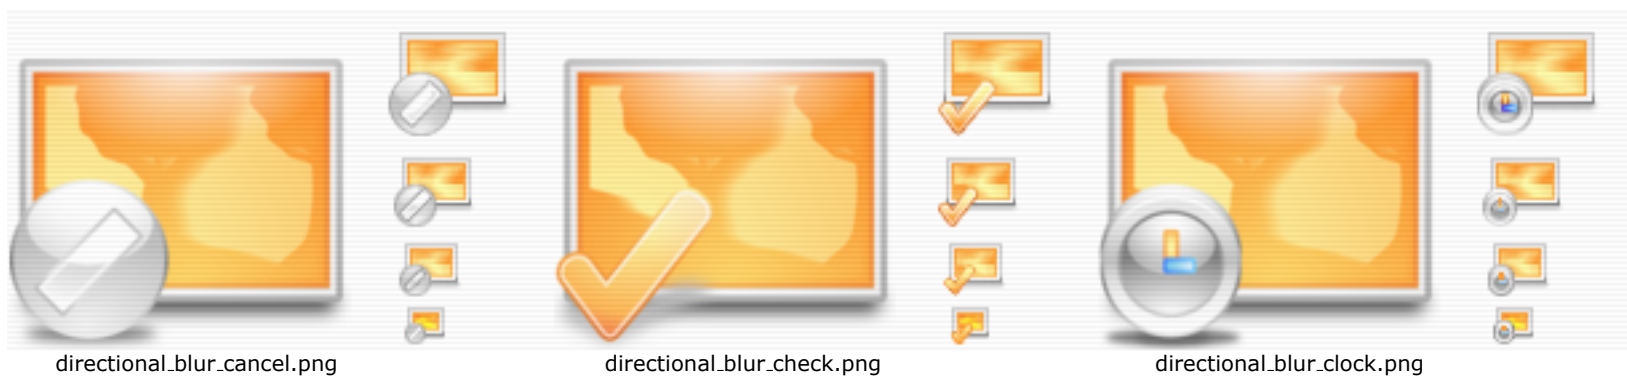 directional_blur_cancel.png
directional_blur_check.png
directional_blur_clock.png